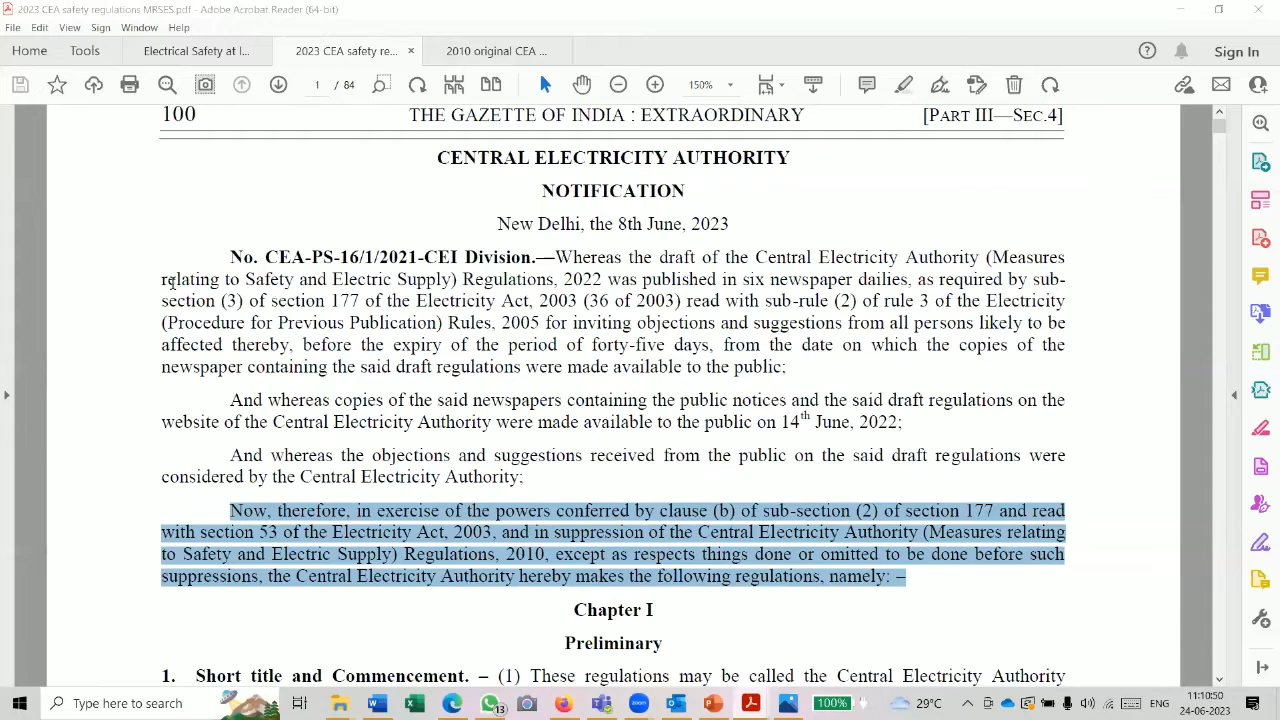 2023 CEA safety regulations MRSES.pdf - Adobe Acrobat Reader (64-bit)
File Edit View Sign Window Help
Home Tools Electrical Safety at I... 2023 CEA safety re... × 2010 original CEA ... Sign In
1 / 84 150%
100 THE GAZETTE OF INDIA : EXTRAORDINARY [PART III—SEC.4]
CENTRAL ELECTRICITY AUTHORITY
NOTIFICATION
New Delhi, the 8th June, 2023
No. CEA-PS-16/1/2021-CEI Division.—Whereas the draft of the Central Electricity Authority (Measures
relating to Safety and Electric Supply) Regulations, 2022 was published in six newspaper dailies, as required by sub-
section (3) of section 177 of the Electricity Act, 2003 (36 of 2003) read with sub-rule (2) of rule 3 of the Electricity
(Procedure for Previous Publication) Rules, 2005 for inviting objections and suggestions from all persons likely to be
affected thereby, before the expiry of the period of forty-five days, from the date on which the copies of the
newspaper containing the said draft regulations were made available to the public;
And whereas copies of the said newspapers containing the public notices and the said draft regulations on the
website of the Central Electricity Authority were made available to the public on 14th June, 2022;
And whereas the objections and suggestions received from the public on the said draft regulations were
considered by the Central Electricity Authority;
Now, therefore, in exercise of the powers conferred by clause (b) of sub-section (2) of section 177 and read
with section 53 of the Electricity Act, 2003, and in suppression of the Central Electricity Authority (Measures relating
to Safety and Electric Supply) Regulations, 2010, except as respects things done or omitted to be done before such
suppressions, the Central Electricity Authority hereby makes the following regulations, namely: –
Chapter I
Preliminary
1. Short title and Commencement. – (1) These regulations may be called the Central Electricity Authority
Type here to search 13 zoom 100% 29°C ENG 11:10:50
24-06-2023